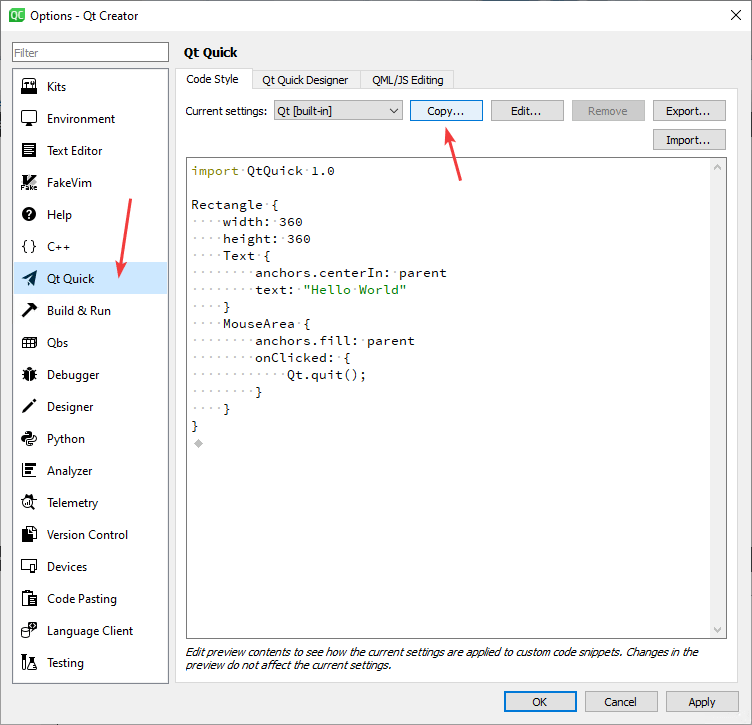 QC Options - Qt Creator
Filter
Kits
Environment
Text Editor
Fake FakeVim
Help
{ } C++
Qt Quick
Build & Run
Qbs
Debugger
Designer
Python
Analyzer
Telemetry
Version Control
Devices
Code Pasting
Language Client
Testing
Qt Quick
Code Style Qt Quick Designer QML/JS Editing
Current settings: Qt [built-in] Copy... Edit... Remove Export...
Import...
import QtQuick 1.0
Rectangle {
····width: 360
····height: 360
····Text {
········anchors.centerIn: parent
········text: "Hello World"
····}
····MouseArea {
········anchors.fill: parent
········onClicked: {
············Qt.quit();
········}
····}
}
Edit preview contents to see how the current settings are applied to custom code snippets. Changes in the
preview do not affect the current settings.
OK Cancel Apply